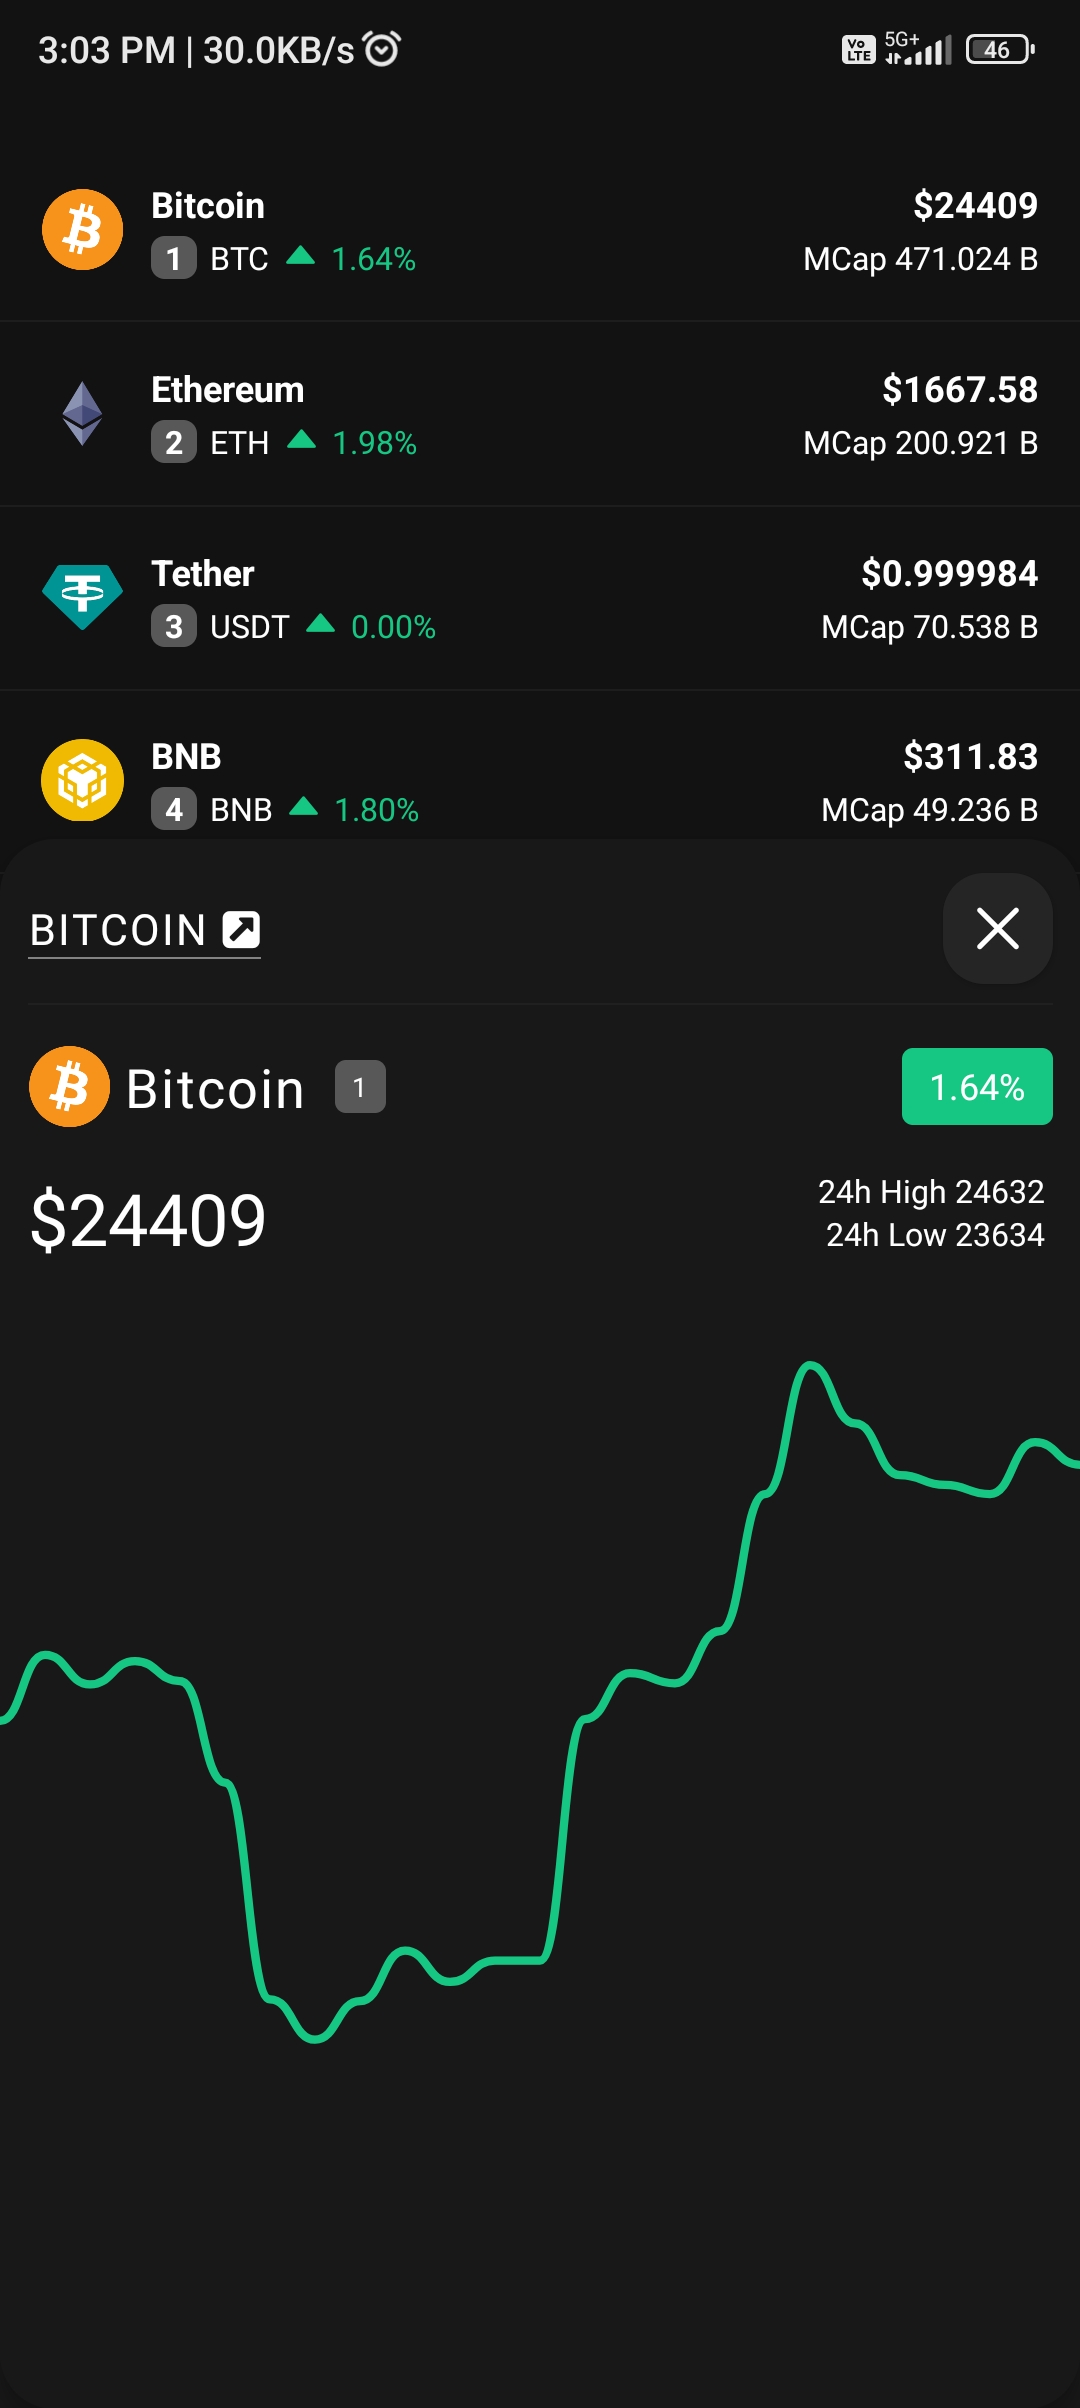 3:03 PM | 30.0KB/s
Vo LTE 5G+ 46
Bitcoin $24409
1 BTC 1.64% MCap 471.024 B
Ethereum $1667.58
2 ETH 1.98% MCap 200.921 B
Tether $0.999984
3 USDT 0.00% MCap 70.538 B
BNB $311.83
4 BNB 1.80% MCap 49.236 B
BITCOIN
Bitcoin 1 1.64%
$24409
24h High 24632
24h Low 23634